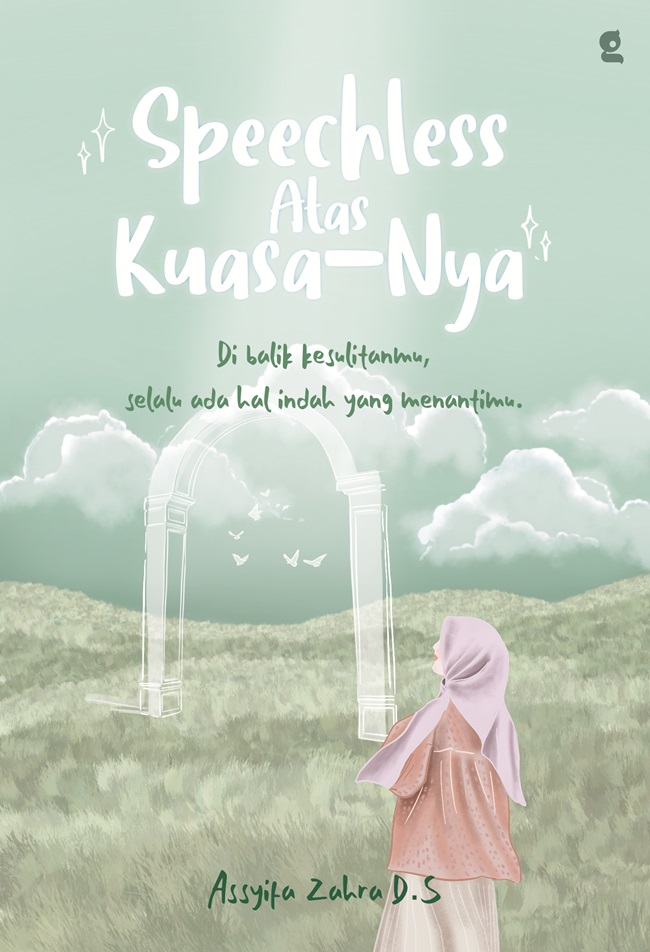 g
Speechless
Atas
Kuasa-Nya
Di balik kesulitanmu,
selalu ada hal indah yang menantimu.
Assyifa Zahra D.S